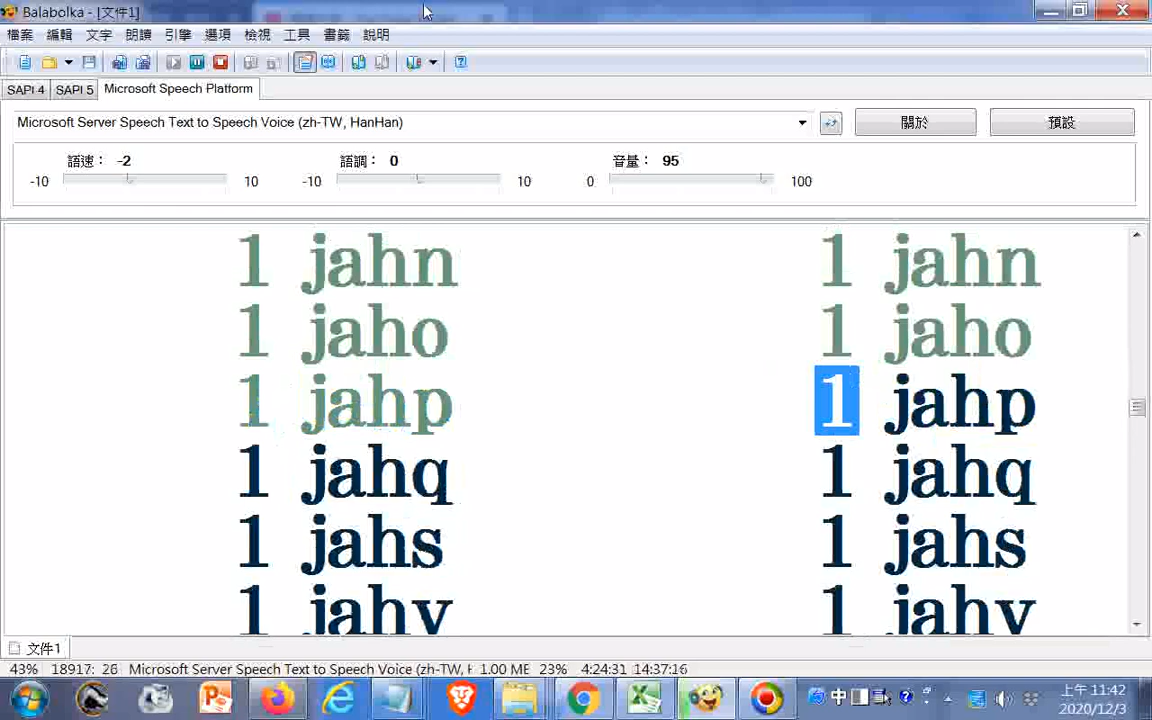 Balabolka - [文件1]
檔案 編輯 文字 朗讀 引擎 選項 檢視 工具 書籤 說明
SAPI 4 SAPI 5 Microsoft Speech Platform
Microsoft Server Speech Text to Speech Voice (zh-TW, HanHan) 關於 預設
語速： -2 語調： 0 音量： 95
-10 10 -10 10 0 100
1 jahn 1 jahn
1 jaho 1 jaho
1 jahp 1 jahp
1 jahq 1 jahq
1 jahs 1 jahs
1 jahv 1 jahv
文件1
43% 18917: 26 Microsoft Server Speech Text to Speech Voice (zh-TW, 1.00 ME 23% 4:24:31 14:37:16
中 上午 11:42
2020/12/3